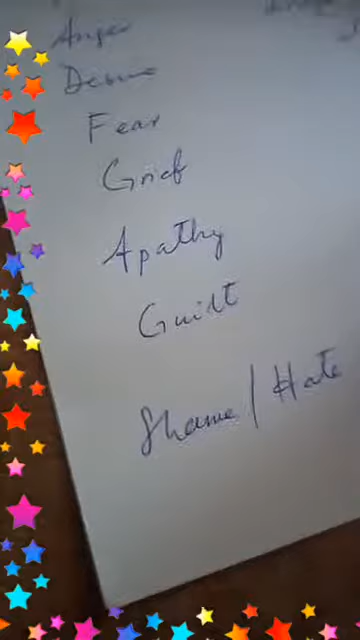 Anger
Desire
Fear
Grief
Apathy
Guilt
Shame / Hate